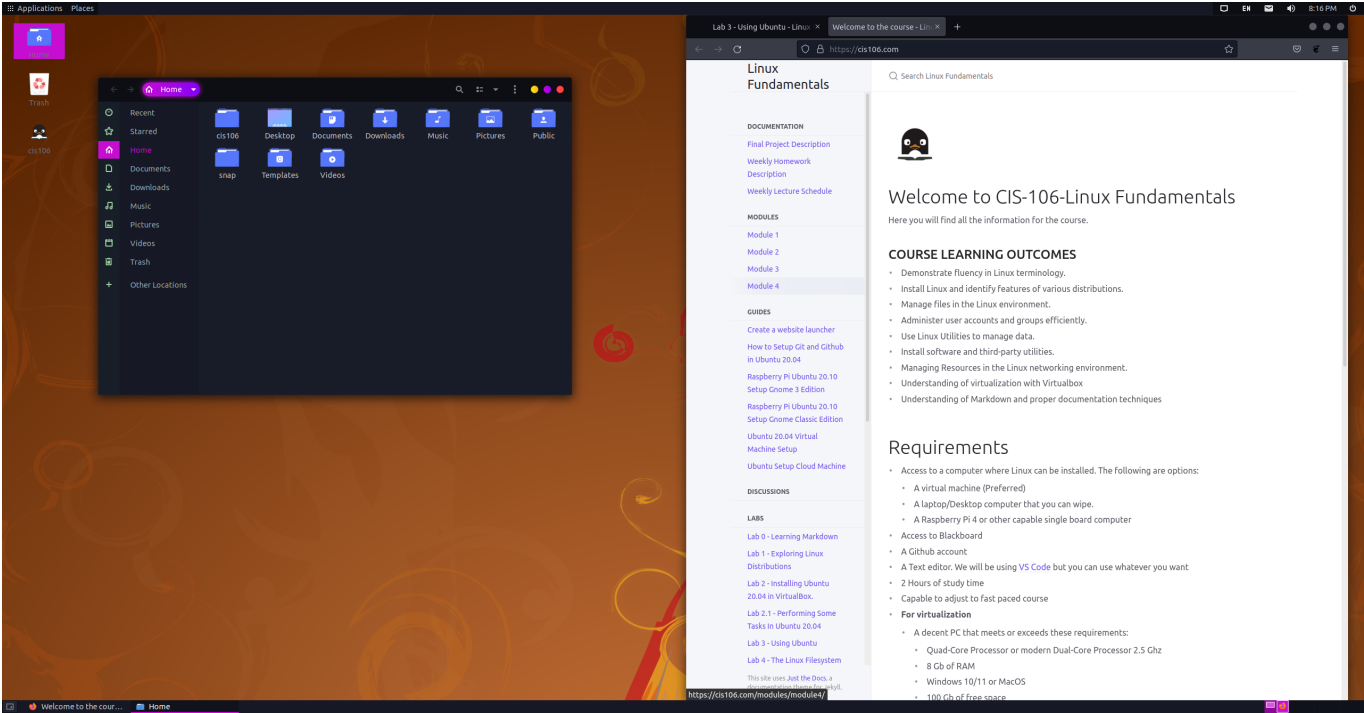 Applications Places
EN 8:16 PM
Home
Trash
cis106
Home
Recent
Starred
Home
Documents
Downloads
Music
Pictures
Videos
Trash
Other Locations
cis106 Desktop Documents Downloads Music Pictures Public
snap Templates Videos
Lab 3 - Using Ubuntu - Linux × Welcome to the course - Lin × +
https://cis106.com
Linux
Fundamentals
DOCUMENTATION
Final Project Description
Weekly Homework
Description
Weekly Lecture Schedule
MODULES
Module 1
Module 2
Module 3
Module 4
GUIDES
Create a website launcher
How to Setup Git and Github
in Ubuntu 20.04
Raspberry Pi Ubuntu 20.10
Setup Gnome 3 Edition
Raspberry Pi Ubuntu 20.10
Setup Gnome Classic Edition
Ubuntu 20.04 Virtual
Machine Setup
Ubuntu Setup Cloud Machine
DISCUSSIONS
LABS
Lab 0 - Learning Markdown
Lab 1 - Exploring Linux
Distributions
Lab 2 - Installing Ubuntu
20.04 in VirtualBox.
Lab 2.1 - Performing Some
Tasks In Ubuntu 20.04
Lab 3 - Using Ubuntu
Lab 4 - The Linux Filesystem
This site uses Just the Docs, a
documentation theme for Jekyll.
https://cis106.com/modules/module4/
Search Linux Fundamentals
Welcome to CIS-106-Linux Fundamentals
Here you will find all the information for the course.
COURSE LEARNING OUTCOMES
• Demonstrate fluency in Linux terminology.
• Install Linux and identify features of various distributions.
• Manage files in the Linux environment.
• Administer user accounts and groups efficiently.
• Use Linux Utilities to manage data.
• Install software and third-party utilities.
• Managing Resources in the Linux networking environment.
• Understanding of virtualization with Virtualbox
• Understanding of Markdown and proper documentation techniques
Requirements
• Access to a computer where Linux can be installed. The following are options:
• A virtual machine (Preferred)
• A laptop/Desktop computer that you can wipe.
• A Raspberry Pi 4 or other capable single board computer
• Access to Blackboard
• A Github account
• A Text editor. We will be using VS Code but you can use whatever you want
• 2 Hours of study time
• Capable to adjust to fast paced course
• For virtualization
• A decent PC that meets or exceeds these requirements:
• Quad-Core Processor or modern Dual-Core Processor 2.5 Ghz
• 8 Gb of RAM
• Windows 10/11 or MacOS
• 100 Gb of free space
Welcome to the cour... Home